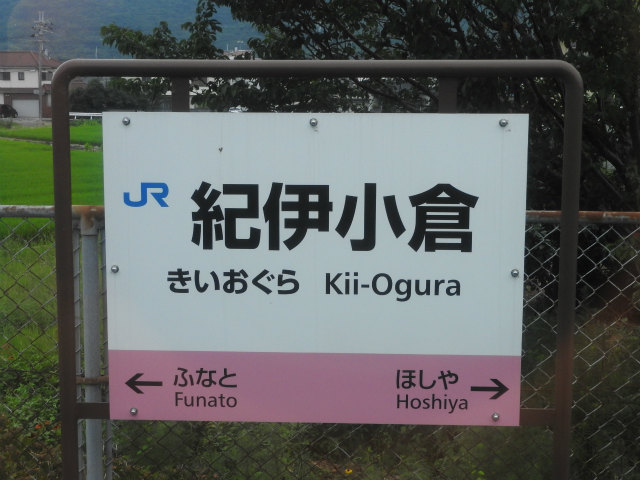 JR 紀伊小倉
きいおぐら Kii-Ogura
← ふなと ほしや →
Funato Hoshiya